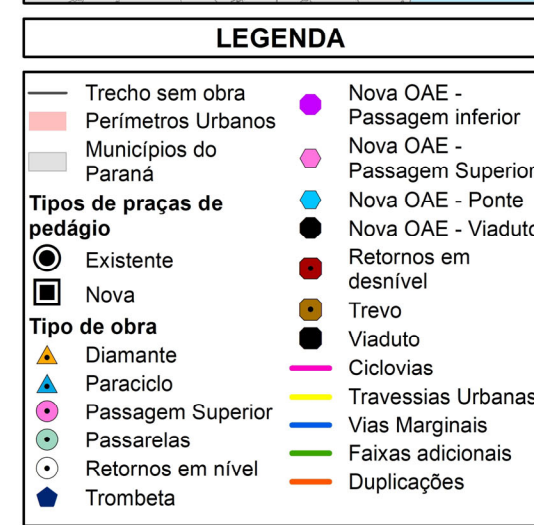 LEGENDA
Trecho sem obra
Perímetros Urbanos
Municípios do
Paraná
Tipos de praças de
pedágio
Existente
Nova
Tipo de obra
Diamante
Paraciclo
Passagem Superior
Passarelas
Retornos em nível
Trombeta
Nova OAE -
Passagem inferior
Nova OAE -
Passagem Superior
Nova OAE - Ponte
Nova OAE - Viaduto
Retornos em
desnível
Trevo
Viaduto
Ciclovias
Travessias Urbanas
Vias Marginais
Faixas adicionais
Duplicações